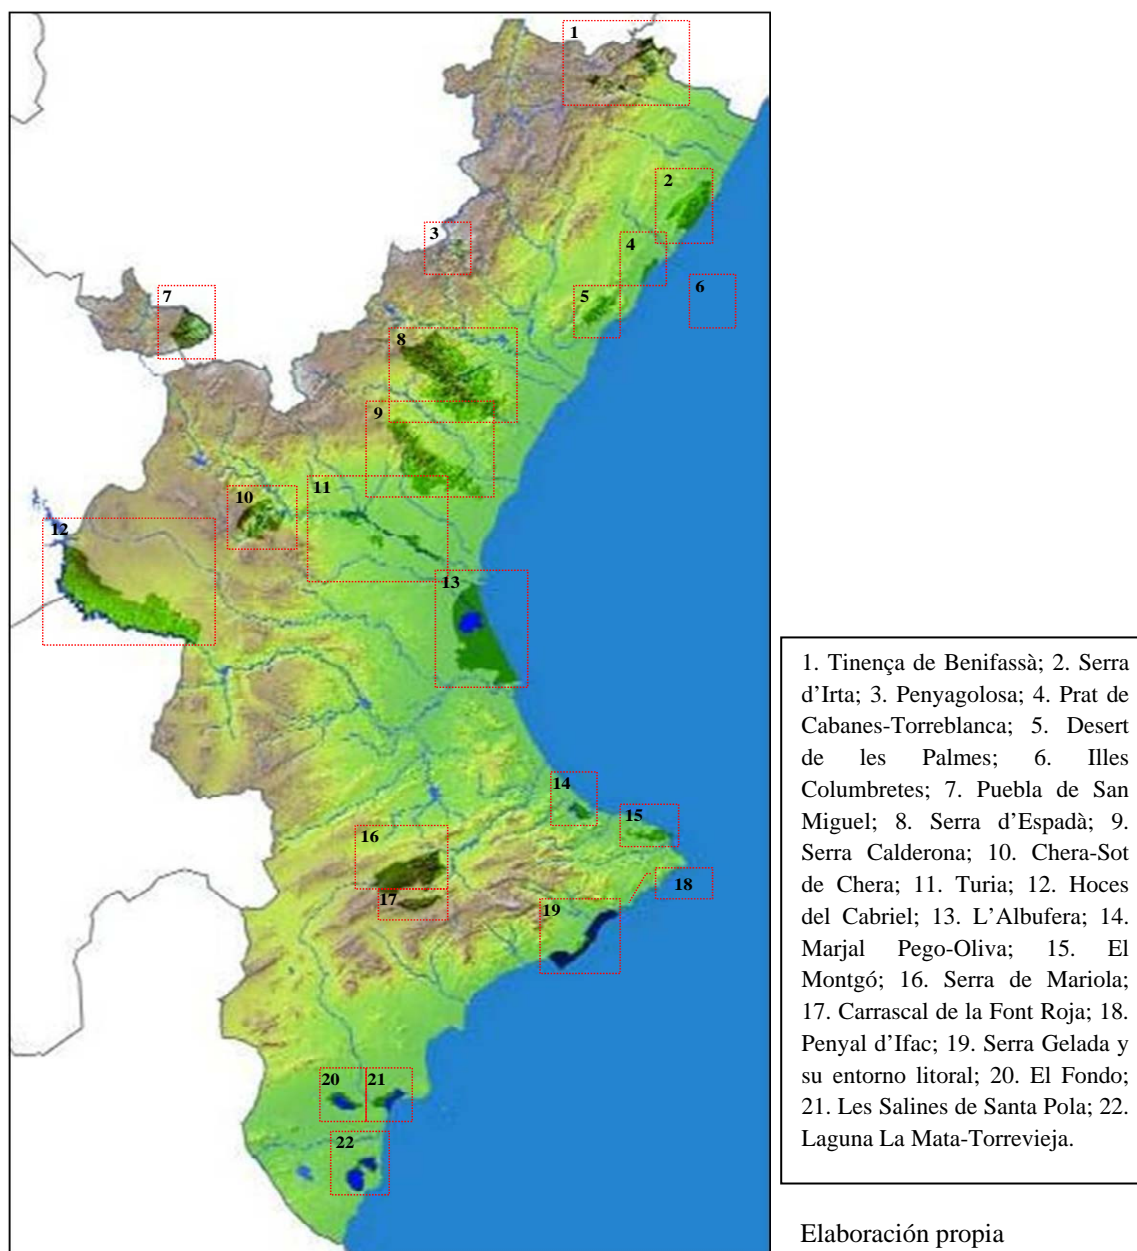 1
2
3
4
5
6
7
8
9
10
11
12
13
14
15
16
17
18
19
20
21
22
1. Tinença de Benifassà; 2. Serra
d'Irta; 3. Penyagolosa; 4. Prat de
Cabanes-Torreblanca; 5. Desert
de les Palmes; 6. Illes
Columbretes; 7. Puebla de San
Miguel; 8. Serra d'Espadà; 9.
Serra Calderona; 10. Chera-Sot
de Chera; 11. Turia; 12. Hoces
del Cabriel; 13. L'Albufera; 14.
Marjal Pego-Oliva; 15. El
Montgó; 16. Serra de Mariola;
17. Carrascal de la Font Roja; 18.
Penyal d'Ifac; 19. Serra Gelada y
su entorno litoral; 20. El Fondo;
21. Les Salines de Santa Pola; 22.
Laguna La Mata-Torrevieja.
Elaboración propia